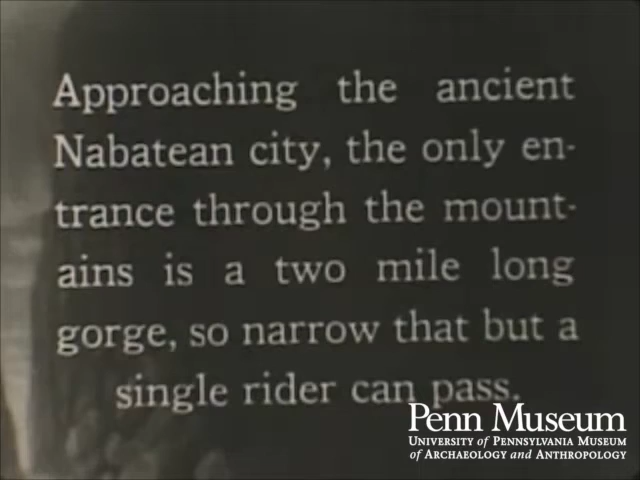 Approaching the ancient
Nabatean city, the only en-
trance through the mount-
ains is a two mile long
gorge, so narrow that but a
single rider can pass.
Penn Museum
UNIVERSITY of PENNSYLVANIA MUSEUM
of ARCHAEOLOGY and ANTHROPOLOGY